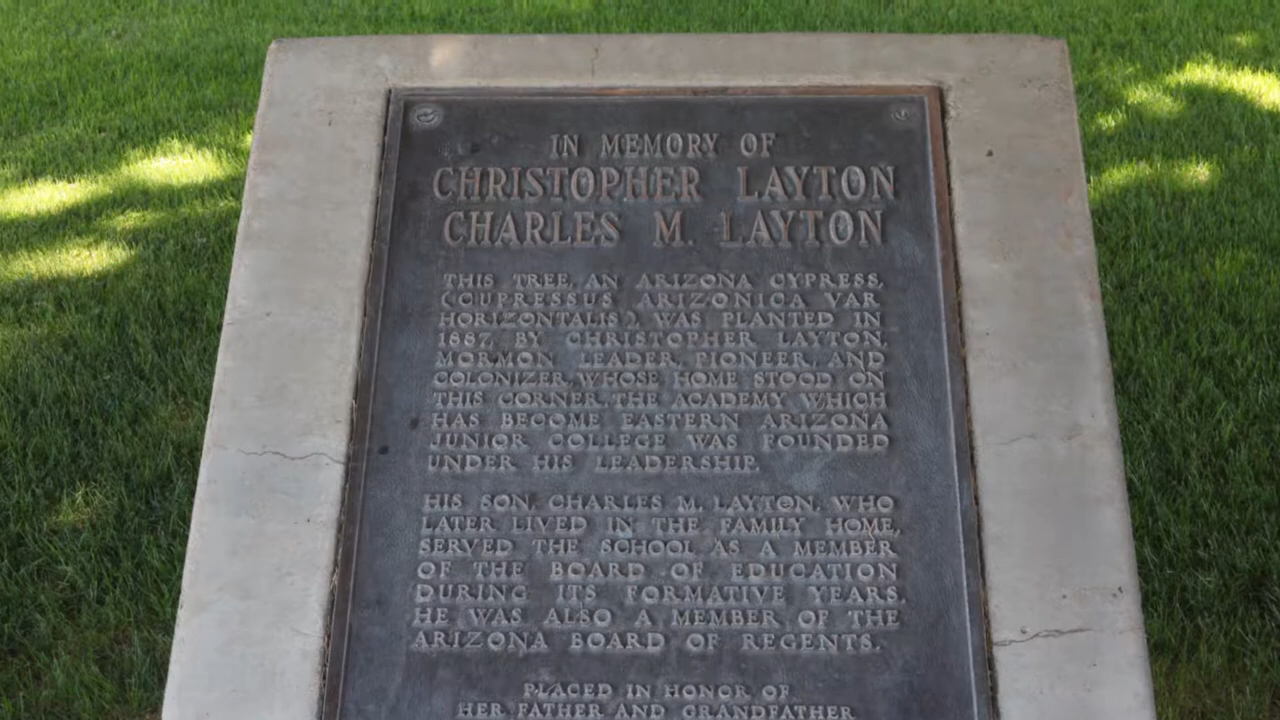 IN MEMORY OF
CHRISTOPHER LAYTON
CHARLES M. LAYTON
THIS TREE, AN ARIZONA CYPRESS,
(CUPRESSUS ARIZONICA VAR
HORIZONTALIS), WAS PLANTED IN
1887, BY CHRISTOPHER LAYTON,
MORMON LEADER, PIONEER, AND
COLONIZER, WHOSE HOME STOOD ON
THIS CORNER. THE ACADEMY WHICH
HAS BECOME EASTERN ARIZONA
JUNIOR COLLEGE WAS FOUNDED
UNDER HIS LEADERSHIP.
HIS SON, CHARLES M. LAYTON, WHO
LATER LIVED IN THE FAMILY HOME,
SERVED THE SCHOOL AS A MEMBER
OF THE BOARD OF EDUCATION
DURING ITS FORMATIVE YEARS.
HE WAS ALSO A MEMBER OF THE
ARIZONA BOARD OF REGENTS.
PLACED IN HONOR OF
HER FATHER AND GRANDFATHER